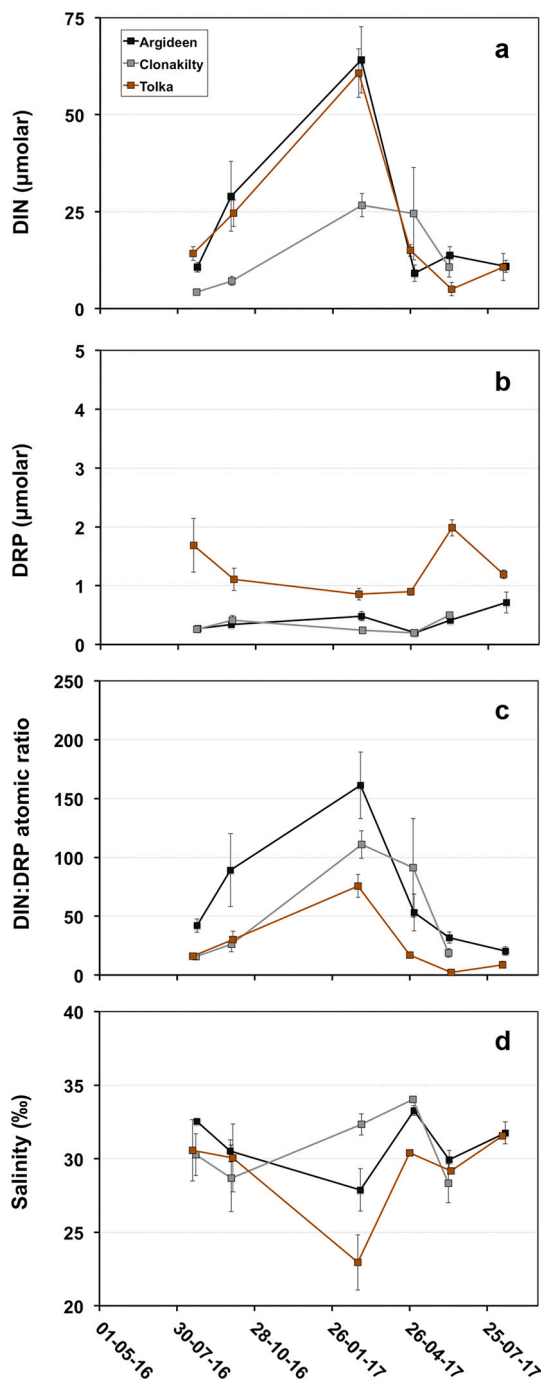 a
Argideen
Clonakilty
Tolka
75
50
25
0
DIN (µmolar)
b
5
4
3
2
1
0
DRP (µmolar)
c
250
200
150
100
50
0
DIN:DRP atomic ratio
d
40
35
30
25
20
Salinity (‰)
01-05-16
30-07-16
28-10-16
26-01-17
26-04-17
25-07-17